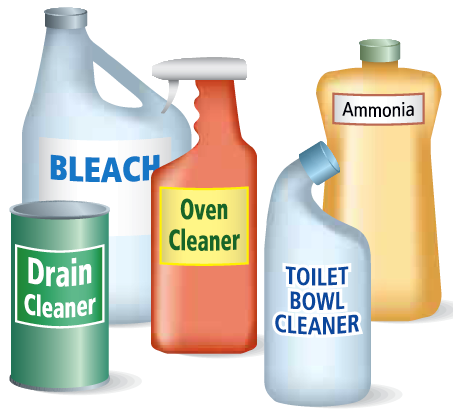 BLEACH
Ammonia
Oven
Cleaner
Drain
Cleaner
TOILET
BOWL
CLEANER